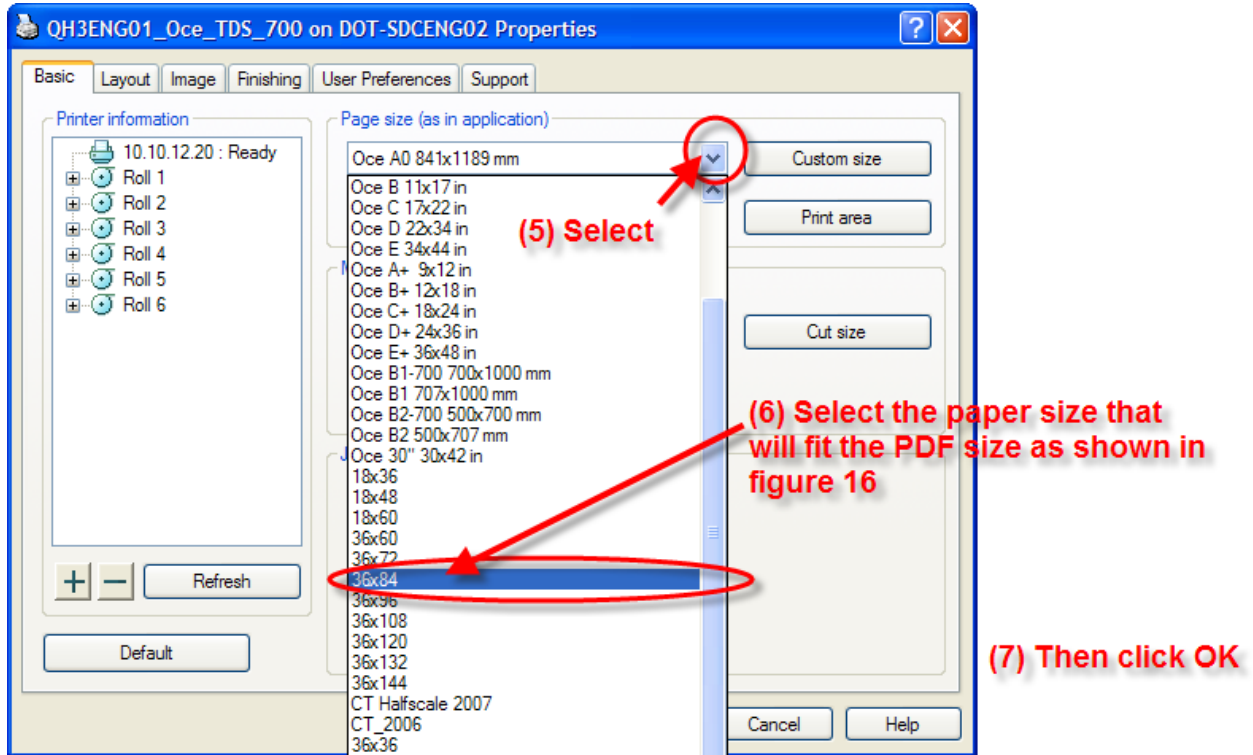 QH3ENG01_Oce_TDS_700 on DOT-SDCENG02 Properties
Basic
Layout
Image
Finishing
User Preferences
Support
Printer information
10.10.12.20 : Ready
Roll 1
Roll 2
Roll 3
Roll 4
Roll 5
Roll 6
Refresh
Default
Page size (as in application)
Oce A0 841x1189 mm
Custom size
Print area
Cut size
Oce B 11x17 in
Oce C 17x22 in
Oce D 22x34 in
Oce E 34x44 in
Oce A+ 9x12 in
Oce B+ 12x18 in
Oce C+ 18x24 in
Oce D+ 24x36 in
Oce E+ 36x48 in
Oce B1-700 700x1000 mm
Oce B1 707x1000 mm
Oce B2-700 500x700 mm
Oce B2 500x707 mm
Oce 30" 30x42 in
18x36
18x48
18x60
36x60
36x72
36x84
36x96
36x108
36x120
36x132
36x144
CT Halfscale 2007
CT_2006
36x36
(5) Select
(6) Select the paper size that
will fit the PDF size as shown in
figure 16
(7) Then click OK
Cancel
Help